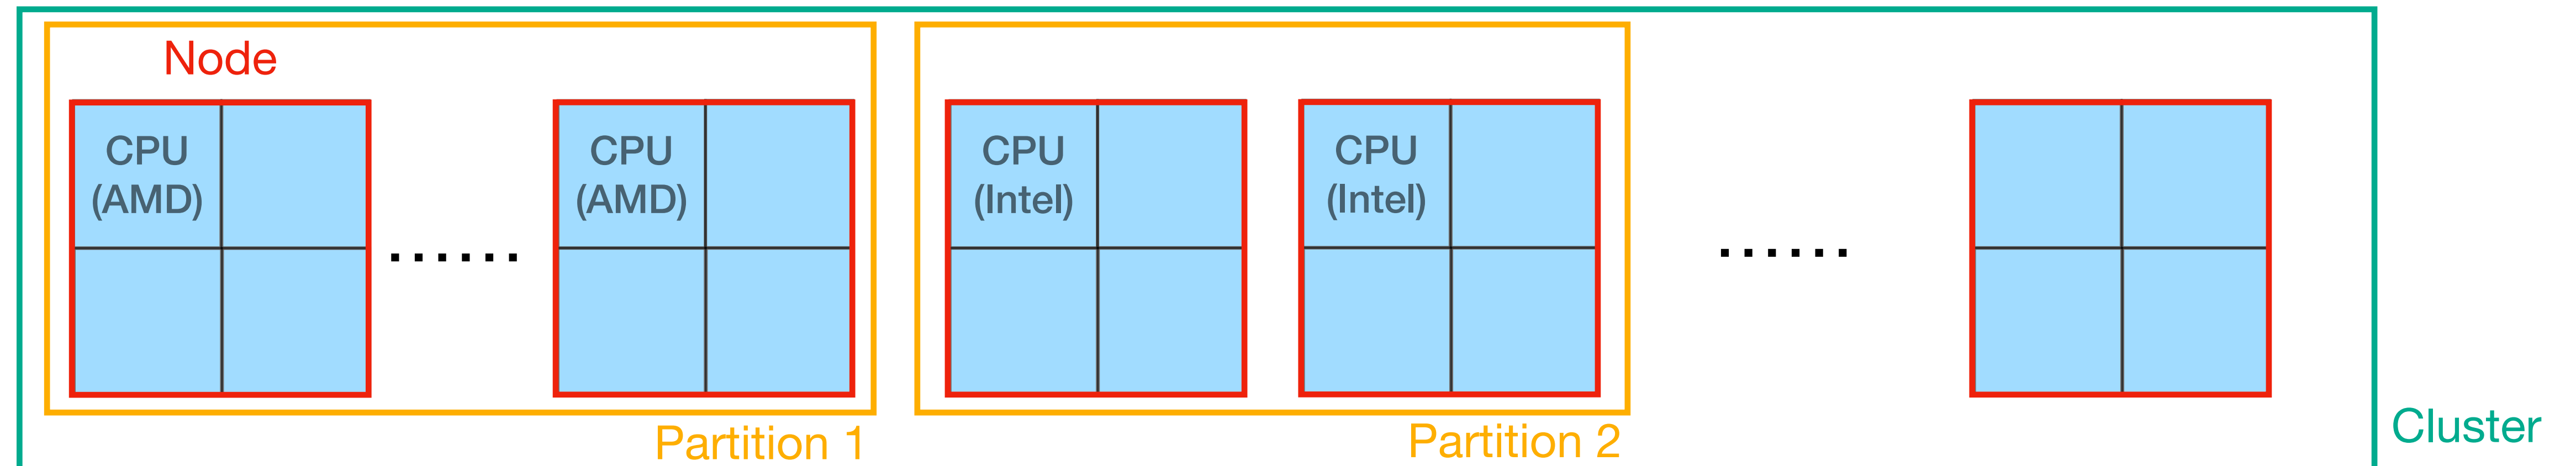 Node
CPU
(AMD)
CPU
(AMD)
CPU
(Intel)
CPU
(Intel)
......
......
Partition 1
Partition 2
Cluster